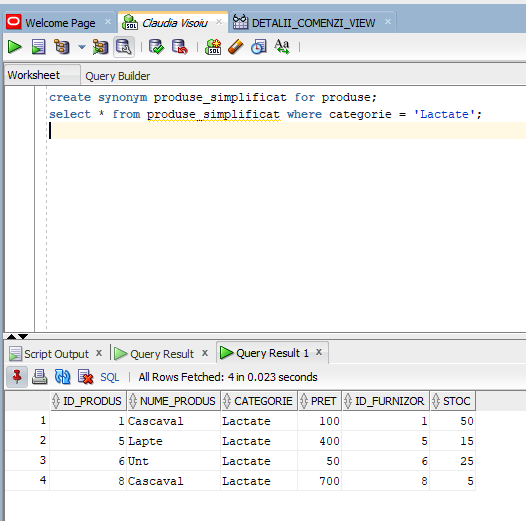 Welcome Page
Claudia Visoiu
DETALII_COMENZI_VIEW
SQL
Aa
Worksheet
Query Builder
create synonym produse_simplificat for produse;
select * from produse_simplificat where categorie = 'Lactate';
Script Output x
Query Result x
Query Result 1 x
SQL | All Rows Fetched: 4 in 0.023 seconds
ID_PRODUS NUME_PRODUS CATEGORIE PRET ID_FURNIZOR STOC
1 1 Cascaval Lactate 100 1 50
2 5 Lapte Lactate 400 5 15
3 6 Unt Lactate 50 6 25
4 8 Cascaval Lactate 700 8 5